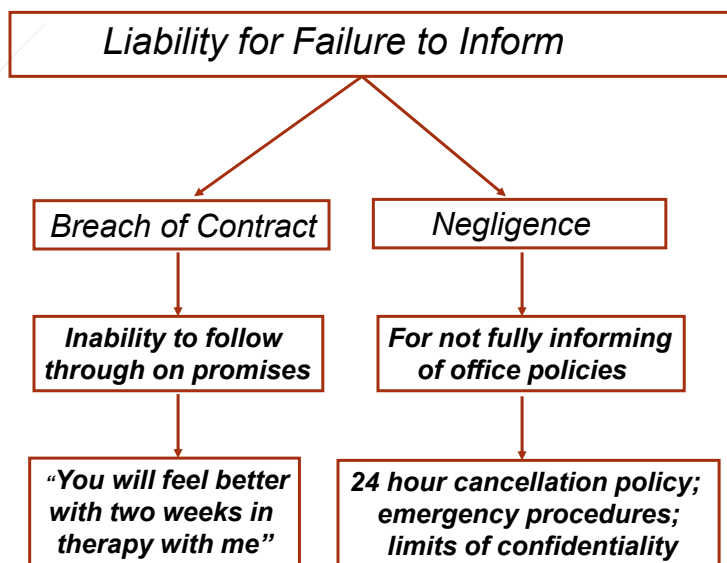 Liability for Failure to Inform
Breach of Contract
Negligence
Inability to follow
through on promises
For not fully informing
of office policies
“You will feel better
with two weeks in
therapy with me”
24 hour cancellation policy;
emergency procedures;
limits of confidentiality